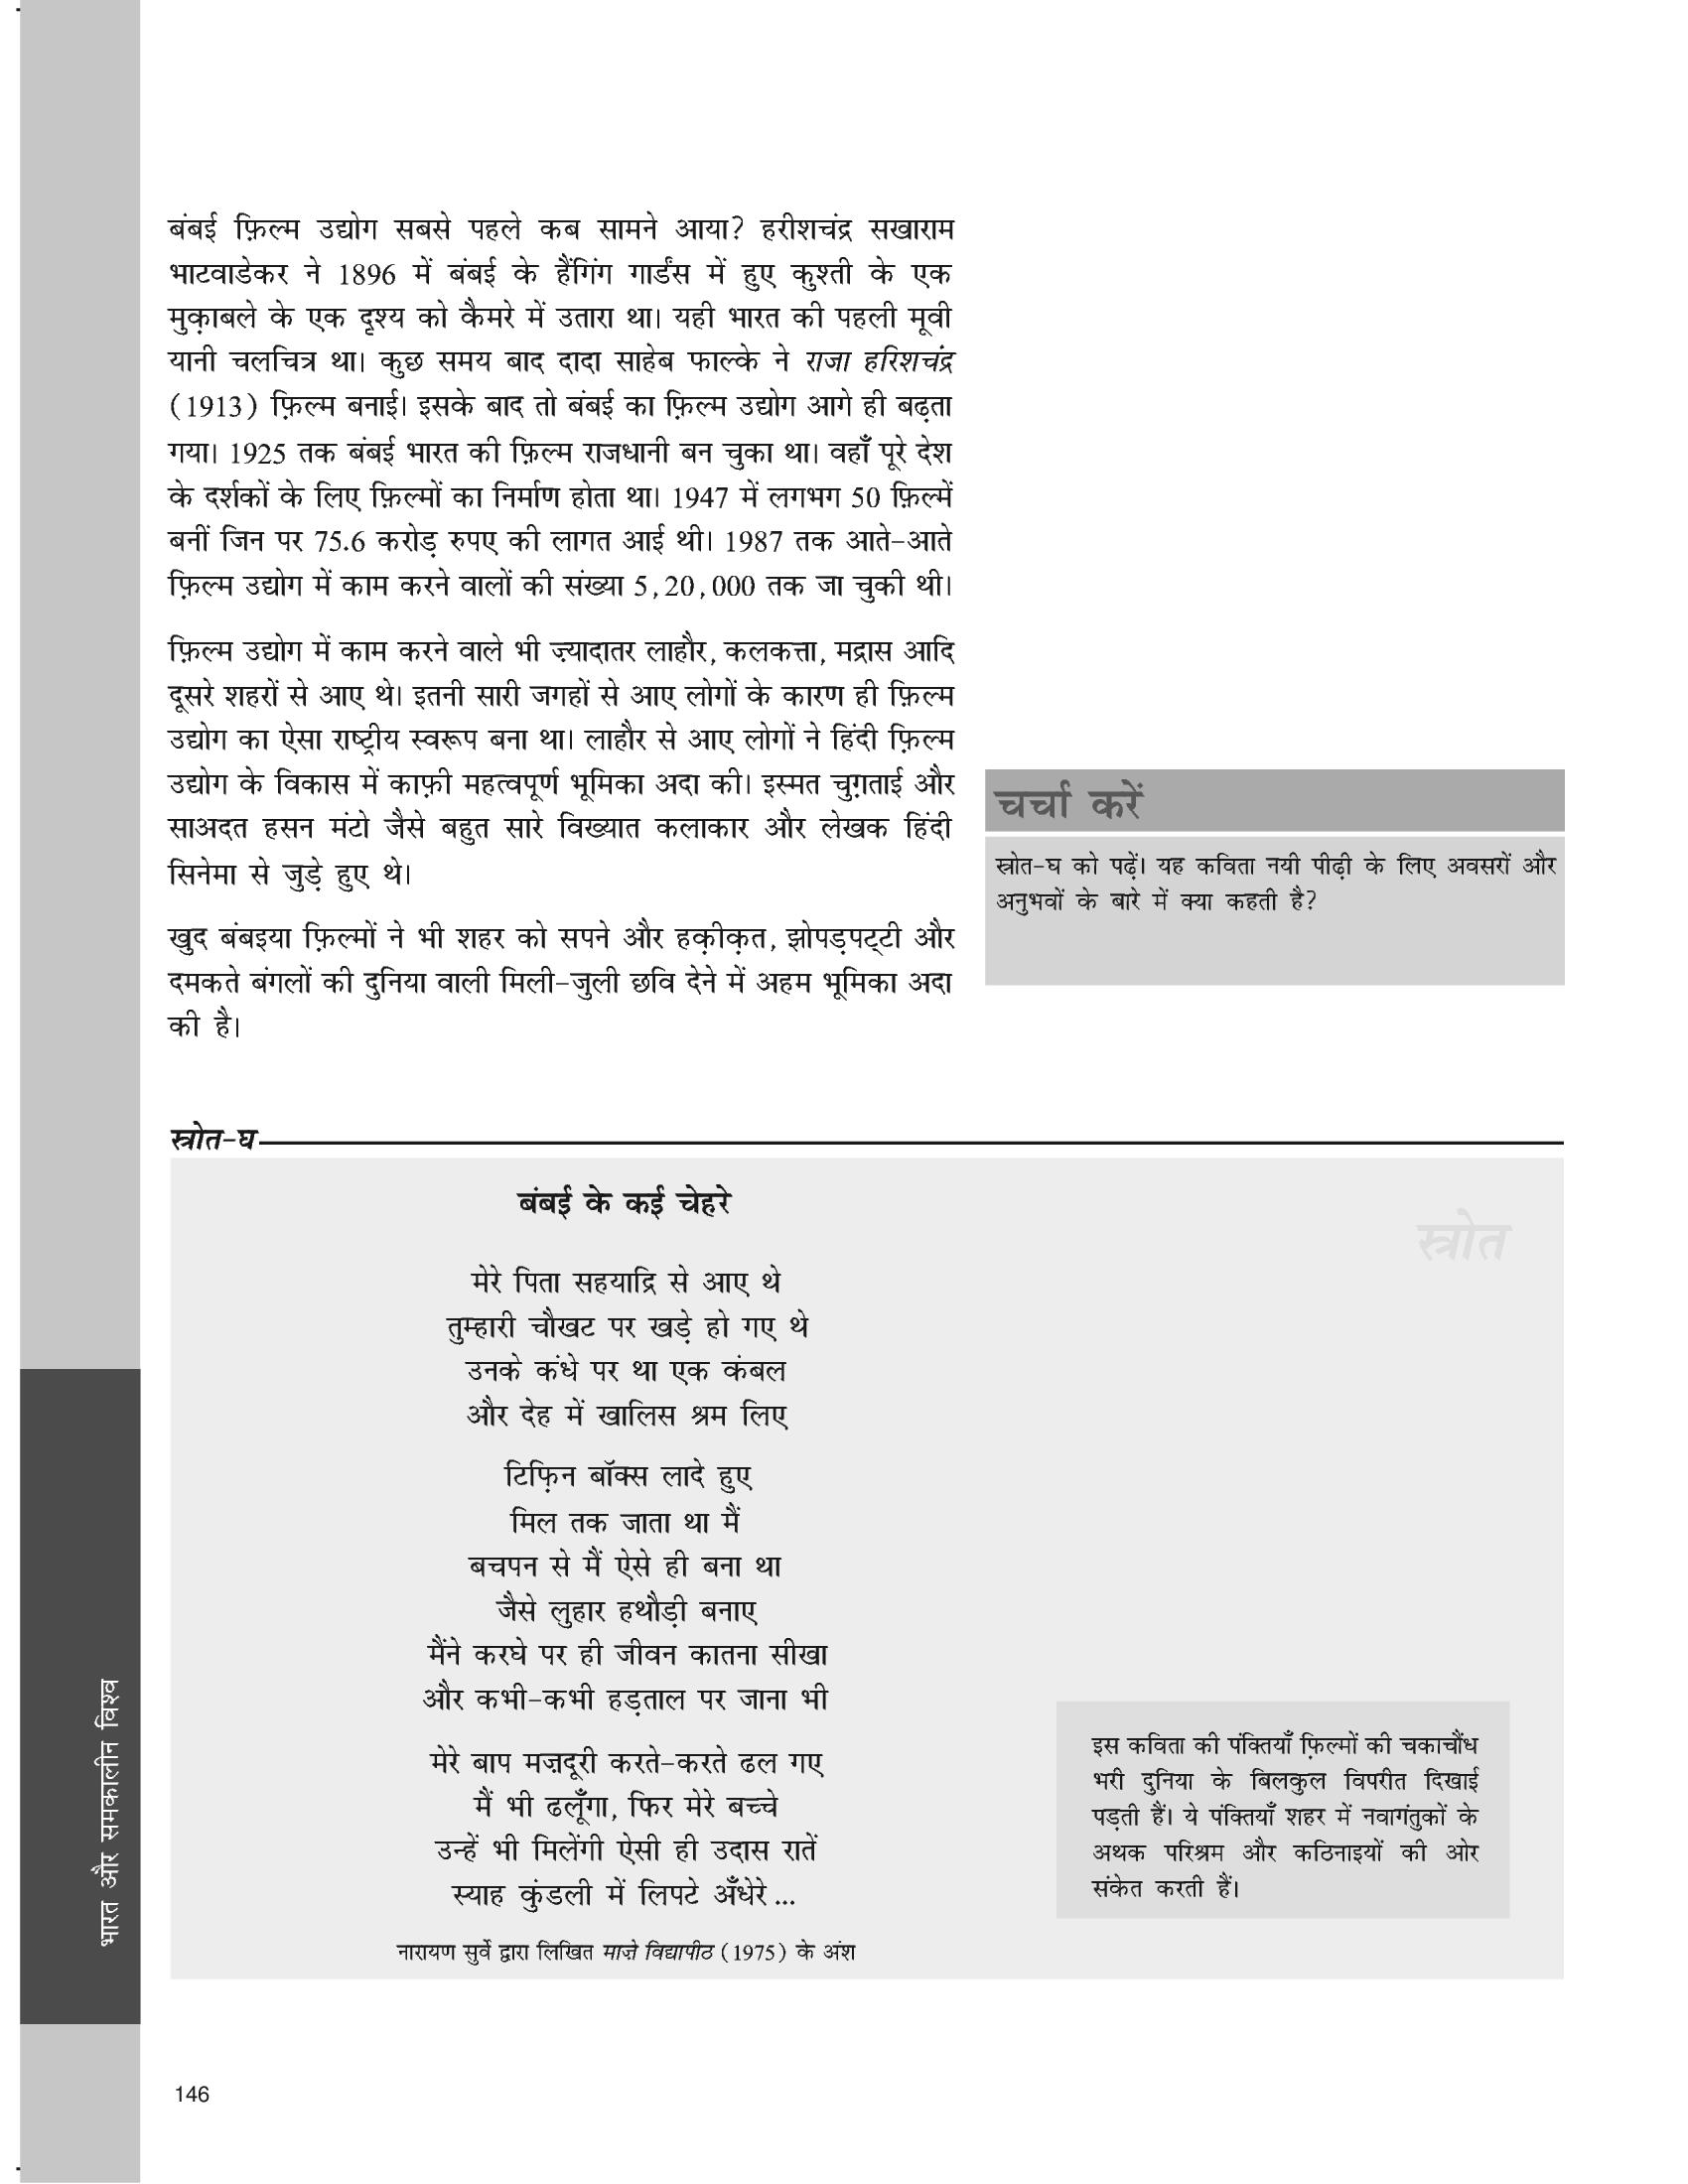 बंबई फ़िल्म उद्योग सबसे पहले कब सामने आया? हरीशचंद्र सखाराम
भाटवाडेकर ने 1896 में बंबई के हैंगिंग गार्डंस में हुए कुश्ती के एक
मुक़ाबले के एक दृश्य को कैमरे में उतारा था। यही भारत की पहली मूवी
यानी चलचित्र था। कुछ समय बाद दादा साहेब फाल्के ने राजा हरिशचंद्र
(1913) फ़िल्म बनाई। इसके बाद तो बंबई का फ़िल्म उद्योग आगे ही बढ़ता
गया। 1925 तक बंबई भारत की फ़िल्म राजधानी बन चुका था। वहाँ पूरे देश
के दर्शकों के लिए फ़िल्मों का निर्माण होता था। 1947 में लगभग 50 फ़िल्में
बनीं जिन पर 75.6 करोड़ रुपए की लागत आई थी। 1987 तक आते-आते
फ़िल्म उद्योग में काम करने वालों की संख्या 5,20,000 तक जा चुकी थी।
फ़िल्म उद्योग में काम करने वाले भी ज़्यादातर लाहौर, कलकत्ता, मद्रास आदि
दूसरे शहरों से आए थे। इतनी सारी जगहों से आए लोगों के कारण ही फ़िल्म
उद्योग का ऐसा राष्ट्रीय स्वरूप बना था। लाहौर से आए लोगों ने हिंदी फ़िल्म
उद्योग के विकास में काफ़ी महत्वपूर्ण भूमिका अदा की। इस्मत चुग़ताई और
साअदत हसन मंटो जैसे बहुत सारे विख्यात कलाकार और लेखक हिंदी
सिनेमा से जुड़े हुए थे।
खुद बंबइया फ़िल्मों ने भी शहर को सपने और हक़ीक़त, झोपड़पट्टी और
दमकते बंगलों की दुनिया वाली मिली-जुली छवि देने में अहम भूमिका अदा
की है।
चर्चा करें
स्रोत-घ को पढ़ें। यह कविता नयी पीढ़ी के लिए अवसरों और
अनुभवों के बारे में क्या कहती है?
स्त्रोत-घ
बंबई के कई चेहरे
स्त्रोत
मेरे पिता सहयाद्रि से आए थे
तुम्हारी चौखट पर खड़े हो गए थे
उनके कंधे पर था एक कंबल
और देह में खालिस श्रम लिए
टिफ़िन बॉक्स लादे हुए
मिल तक जाता था मैं
बचपन से मैं ऐसे ही बना था
जैसे लुहार हथौड़ी बनाए
मैंने करघे पर ही जीवन कातना सीखा
और कभी-कभी हड़ताल पर जाना भी
मेरे बाप मज़दूरी करते-करते ढल गए
मैं भी ढलूँगा, फिर मेरे बच्चे
उन्हें भी मिलेंगी ऐसी ही उदास रातें
स्याह कुंडली में लिपटे अँधेरे ...
नारायण सुर्वे द्वारा लिखित माज़े विद्यापीठ (1975) के अंश
इस कविता की पंक्तियाँ फ़िल्मों की चकाचौंध
भरी दुनिया के बिलकुल विपरीत दिखाई
पड़ती हैं। ये पंक्तियाँ शहर में नवागंतुकों के
अथक परिश्रम और कठिनाइयों की ओर
संकेत करती हैं।
भारत और समकालीन विश्व
146